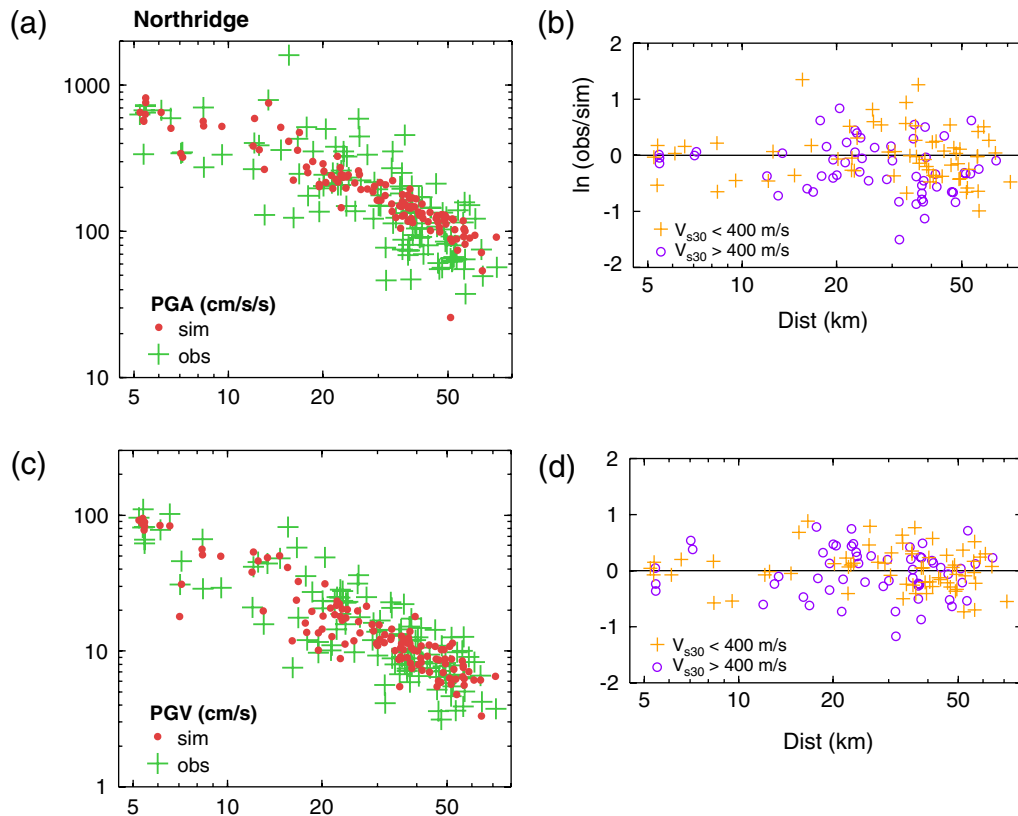 (a)
Northridge
1000
100
10
PGA (cm/s/s)
sim
obs
5
10
20
50
(b)
2
1
0
-1
-2
ln (obs/sim)
Vs30 < 400 m/s
Vs30 > 400 m/s
5
10
20
50
Dist (km)
(c)
100
10
1
PGV (cm/s)
sim
obs
5
10
20
50
(d)
2
1
0
-1
-2
Vs30 < 400 m/s
Vs30 > 400 m/s
5
10
20
50
Dist (km)